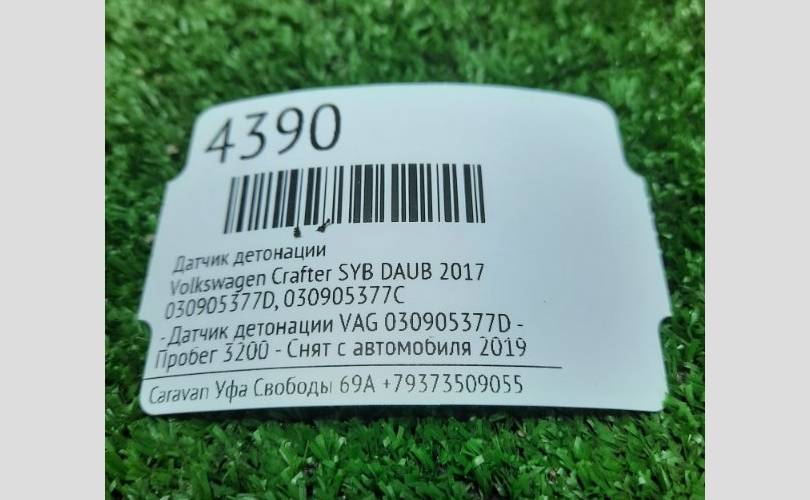 4390
Датчик детонации
Volkswagen Crafter SYB DAUB 2017
030905377D, 030905377C
- Датчик детонации VAG 030905377D -
Пробег 3200 - Снят с автомобиля 2019
Caravan Уфа Свободы 69А +79373509055